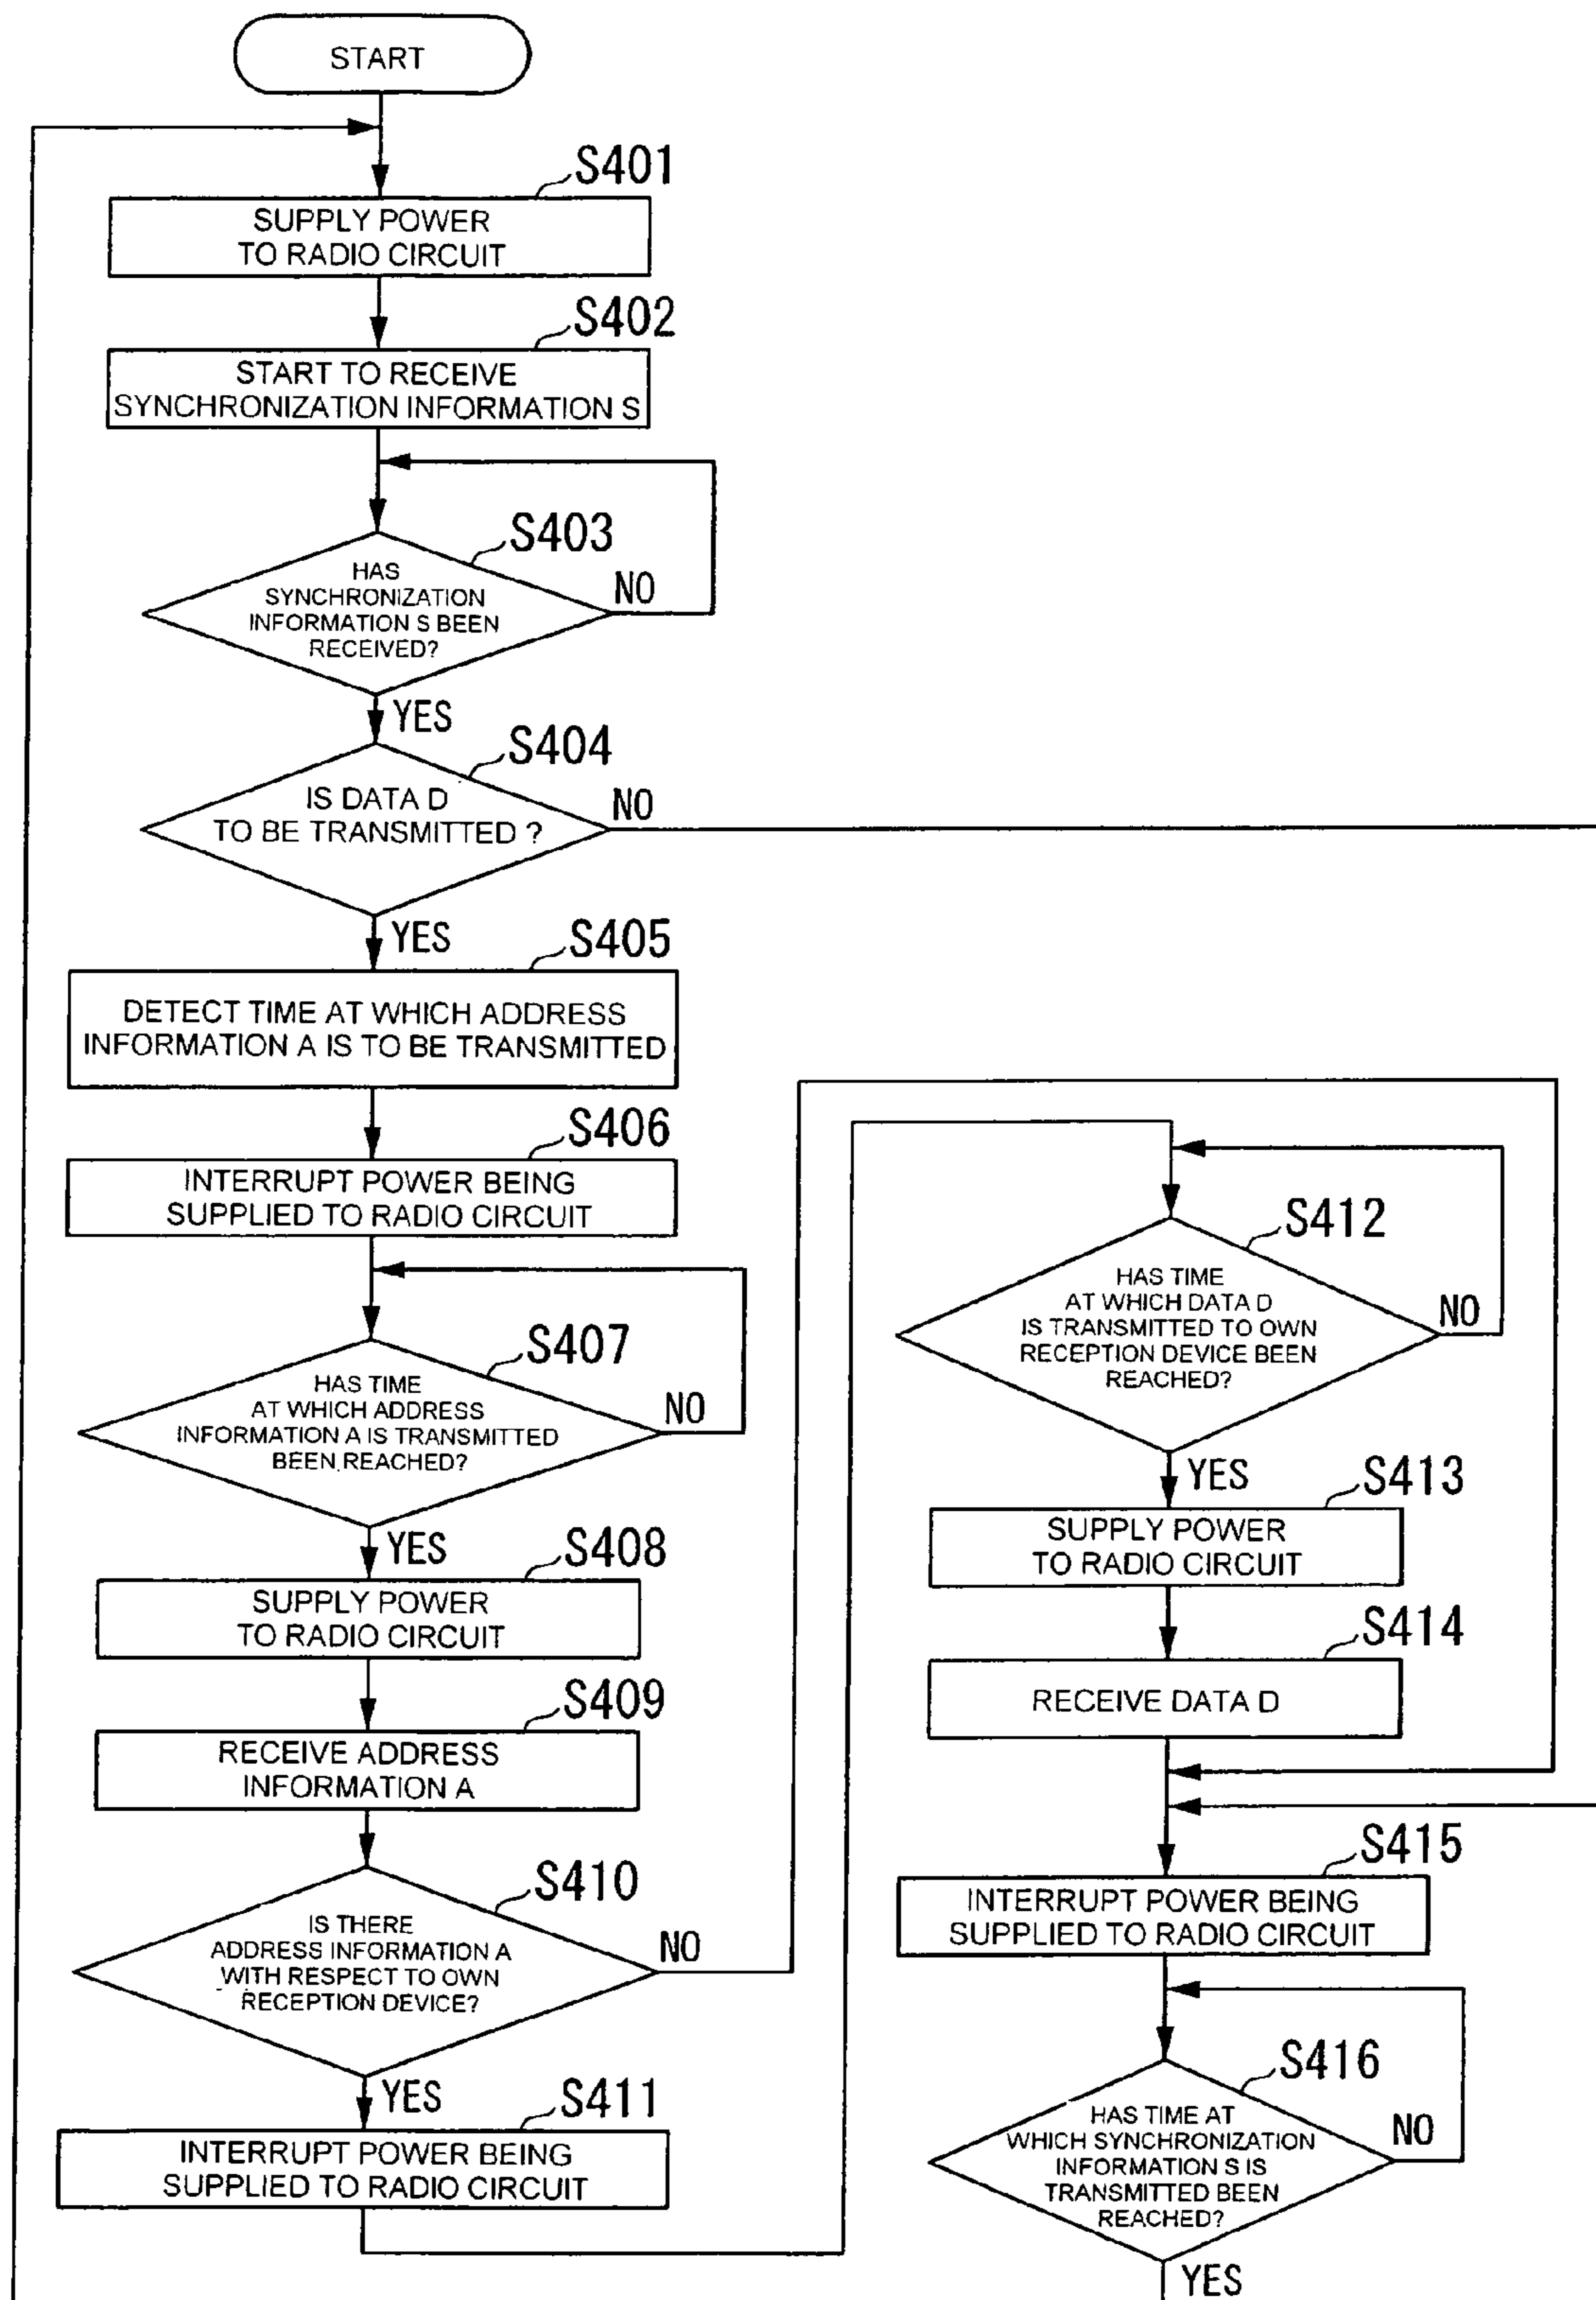 START
S401
SUPPLY POWER
TO RADIO CIRCUIT
S402
START TO RECEIVE
SYNCHRONIZATION INFORMATION S
S403
HAS
SYNCHRONIZATION
INFORMATION S BEEN
RECEIVED?
NO
YES
S404
IS DATA D
TO BE TRANSMITTED ?
NO
YES
S405
DETECT TIME AT WHICH ADDRESS
INFORMATION A IS TO BE TRANSMITTED
S406
INTERRUPT POWER BEING
SUPPLIED TO RADIO CIRCUIT
S407
HAS TIME
AT WHICH ADDRESS
INFORMATION A IS TRANSMITTED
BEEN REACHED?
NO
YES
S408
SUPPLY POWER
TO RADIO CIRCUIT
S409
RECEIVE ADDRESS
INFORMATION A
S410
IS THERE
ADDRESS INFORMATION A
WITH RESPECT TO OWN
RECEPTION DEVICE?
NO
YES
S411
INTERRUPT POWER BEING
SUPPLIED TO RADIO CIRCUIT
S412
HAS TIME
AT WHICH DATA D
IS TRANSMITTED TO OWN
RECEPTION DEVICE BEEN
REACHED?
NO
YES
S413
SUPPLY POWER
TO RADIO CIRCUIT
S414
RECEIVE DATA D
S415
INTERRUPT POWER BEING
SUPPLIED TO RADIO CIRCUIT
S416
HAS TIME AT
WHICH SYNCHRONIZATION
INFORMATION S IS
TRANSMITTED BEEN
REACHED?
NO
YES